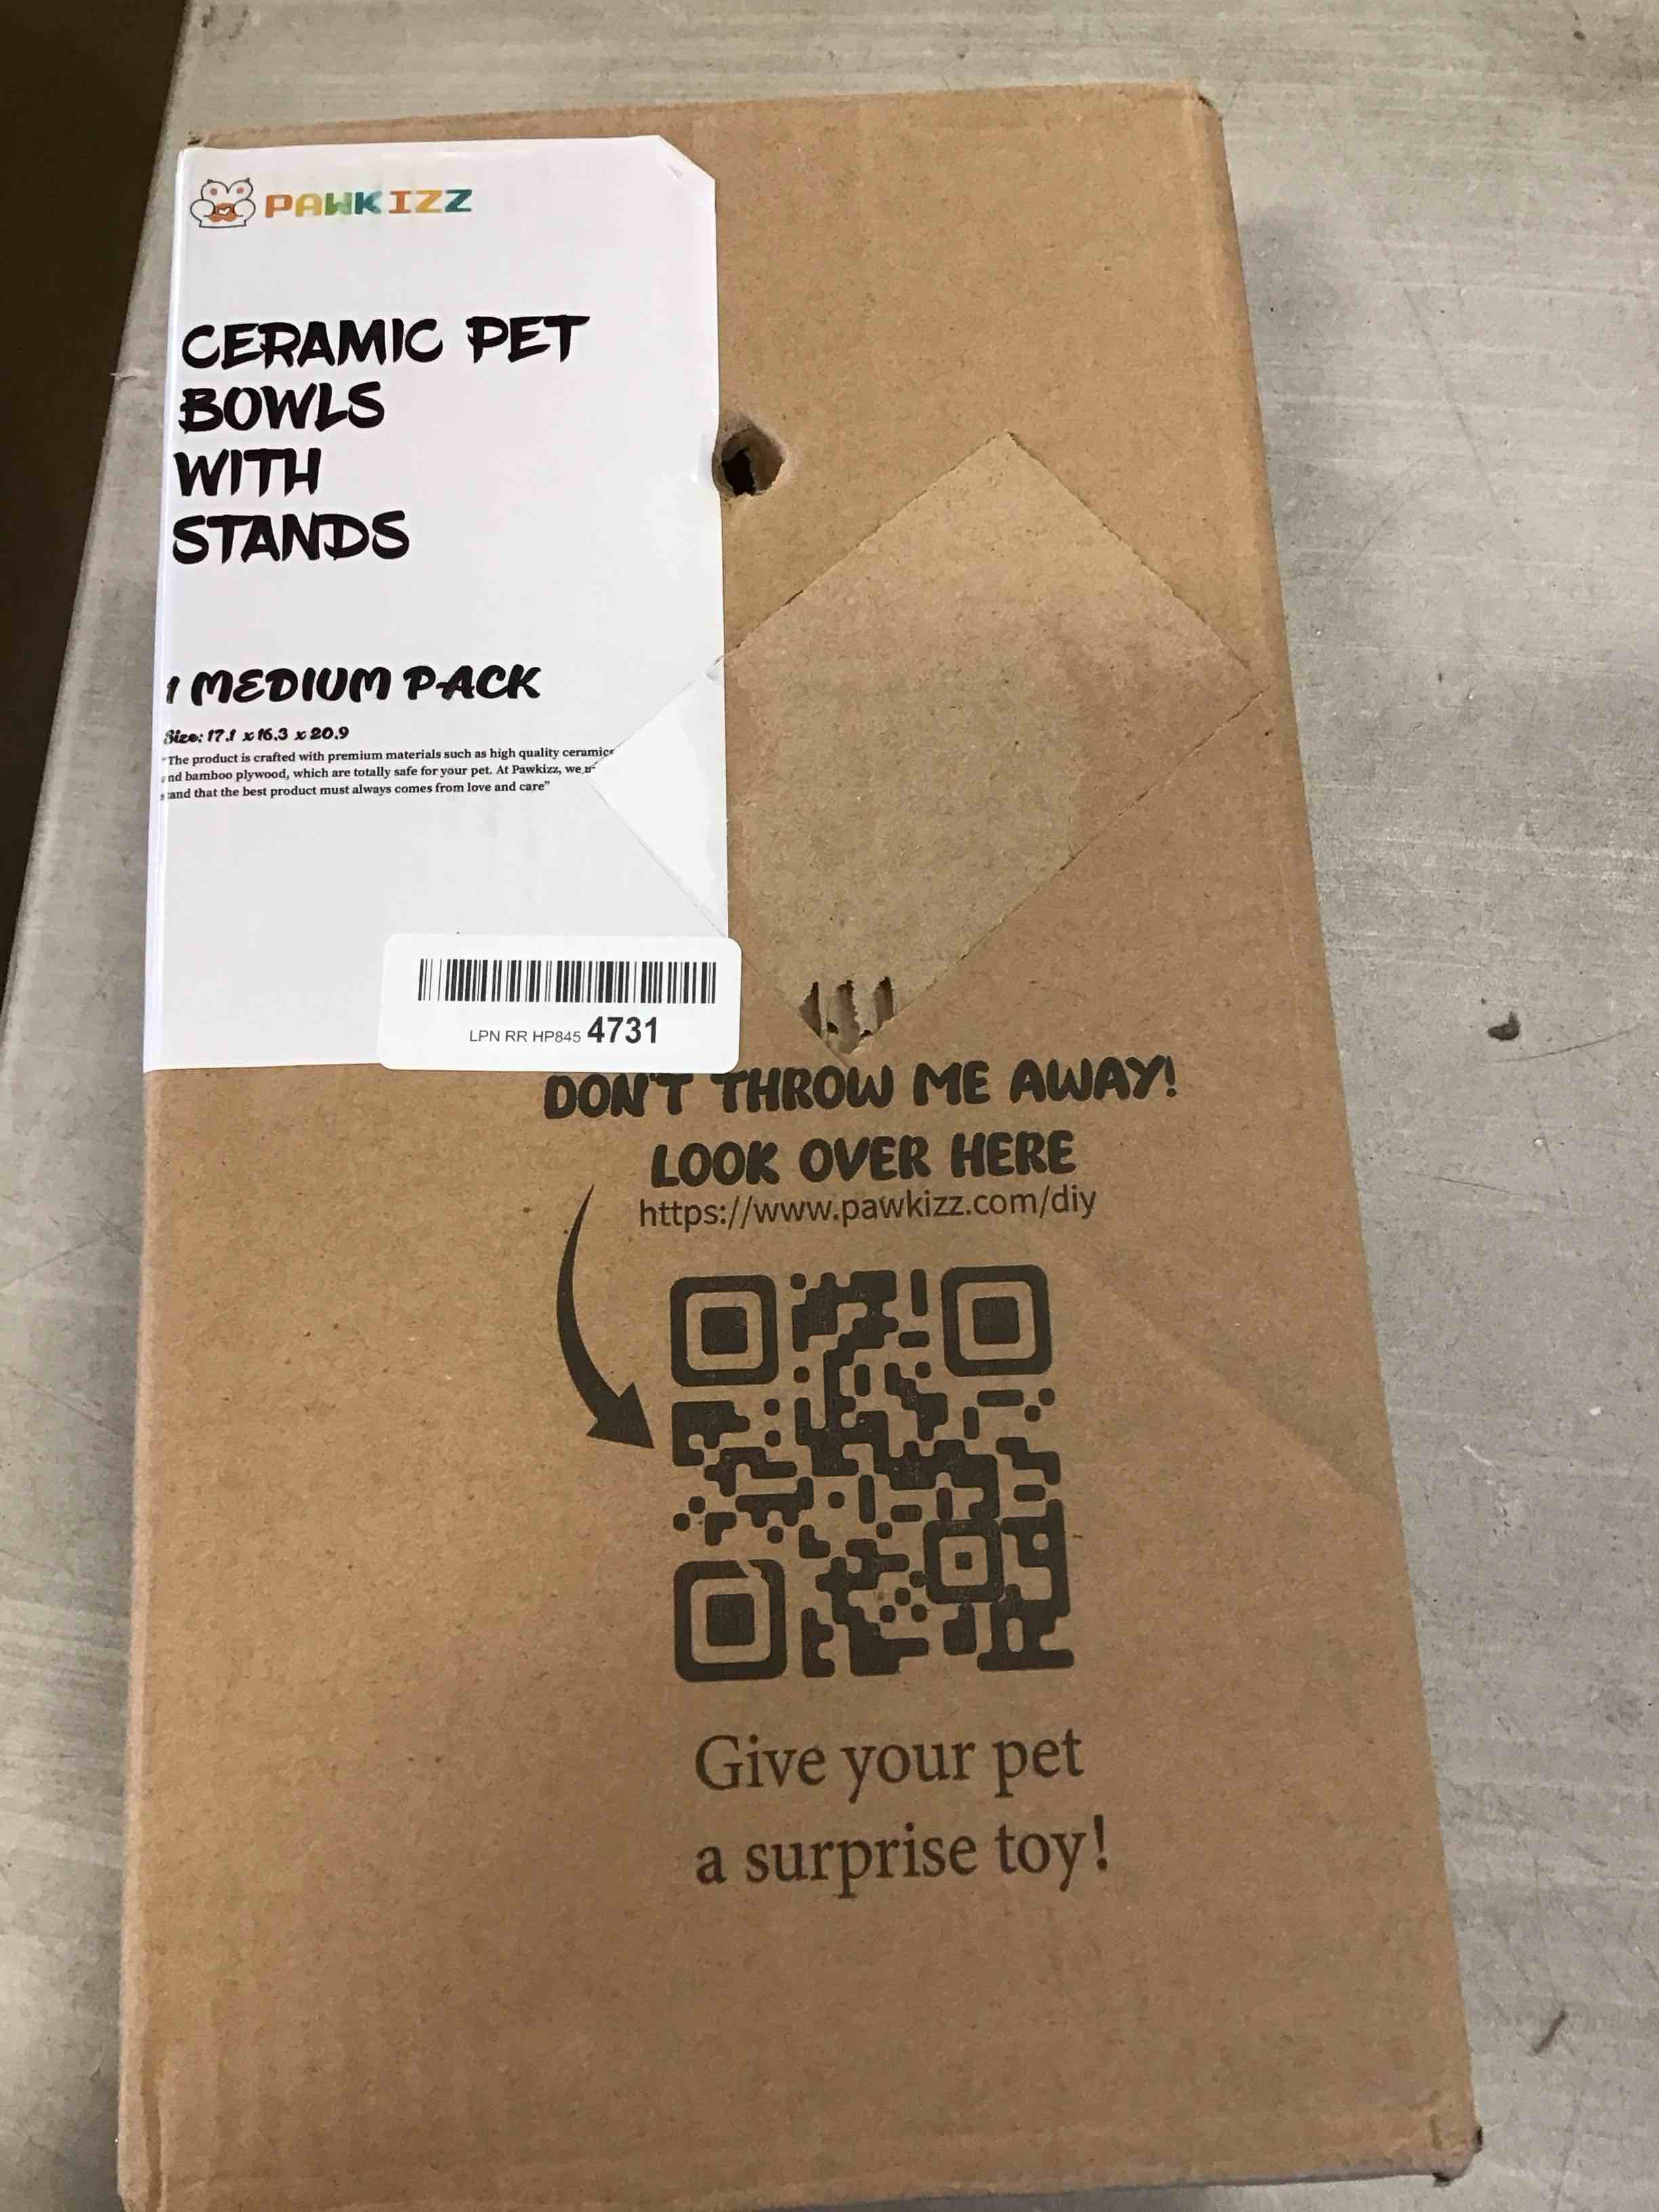 PAWKIZZ
CERAMIC PET
BOWLS
WITH
STANDS
1 MEDIUM PACK
Size: 17.1 x 16.3 x 20.9
"The product is crafted with premium materials such as high quality ceramics
and bamboo plywood, which are totally safe for your pet. At Pawkizz, we
stand that the best product must always comes from love and care"
LPN RR HP845 4731
DON'T THROW ME AWAY!
LOOK OVER HERE
https://www.pawkizz.com/diy
Give your pet
a surprise toy!